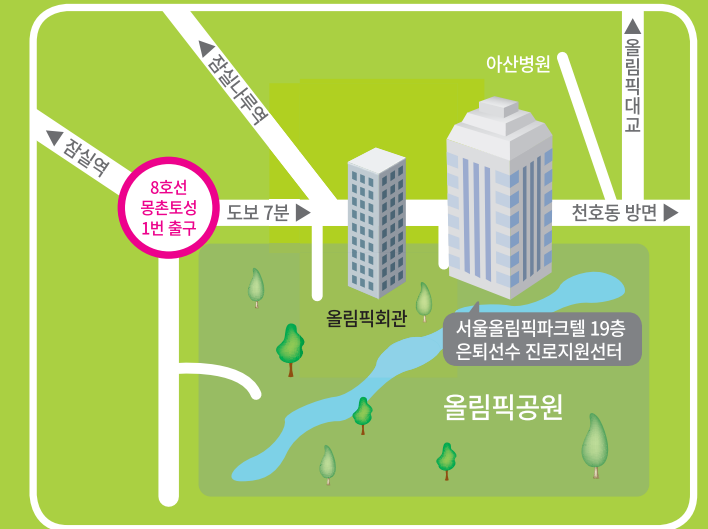 올림픽대교
아산병원
잠실나루역
잠실역
8호선
몽촌토성
1번 출구
도보 7분
천호동 방면
올림픽회관
서울올림픽파크텔 19층
은퇴선수 진로지원선터
올림픽공원